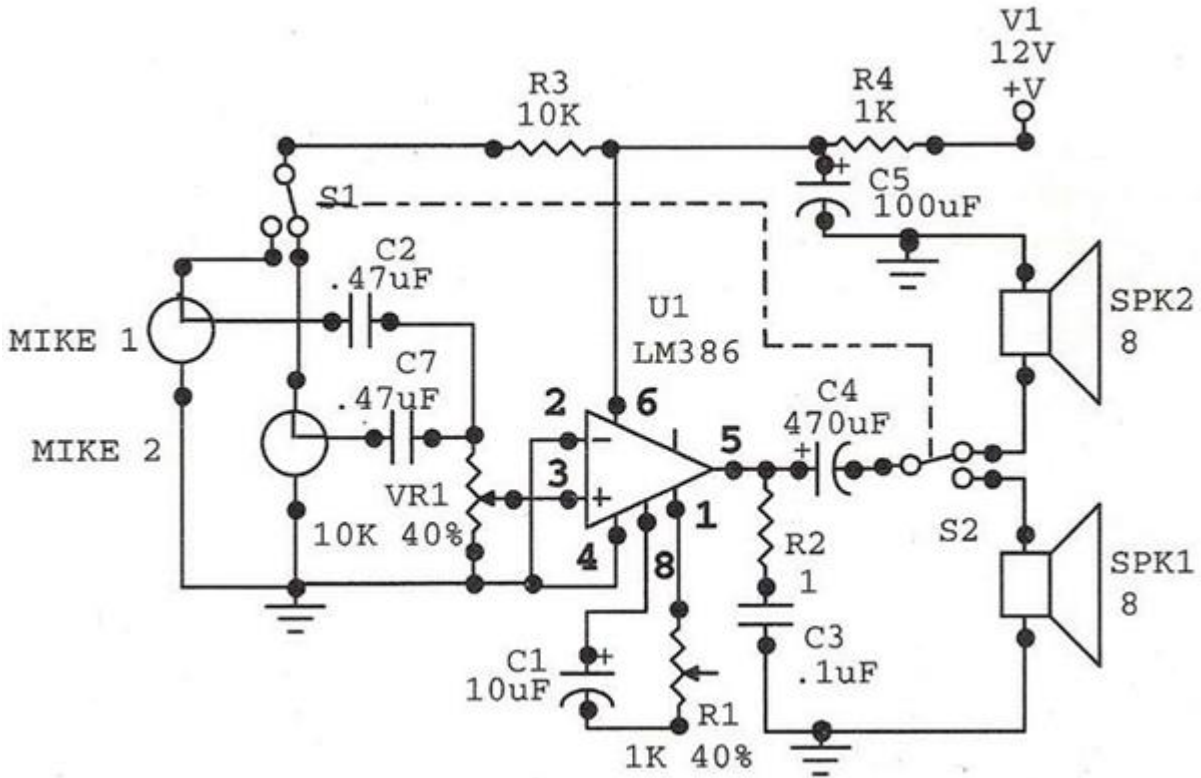 V1
12V
+V
R3
10K
R4
1K
S1
C5
+
100uF
C2
.47uF
MIKE 1
U1
LM386
SPK2
8
C7
.47uF
MIKE 2
2
6
C4
470uF
+
5
3
−
+
VR1
10K 40%
4
8
1
S2
R2
1
SPK1
8
C1
+
10uF
R1
1K 40%
C3
.1uF